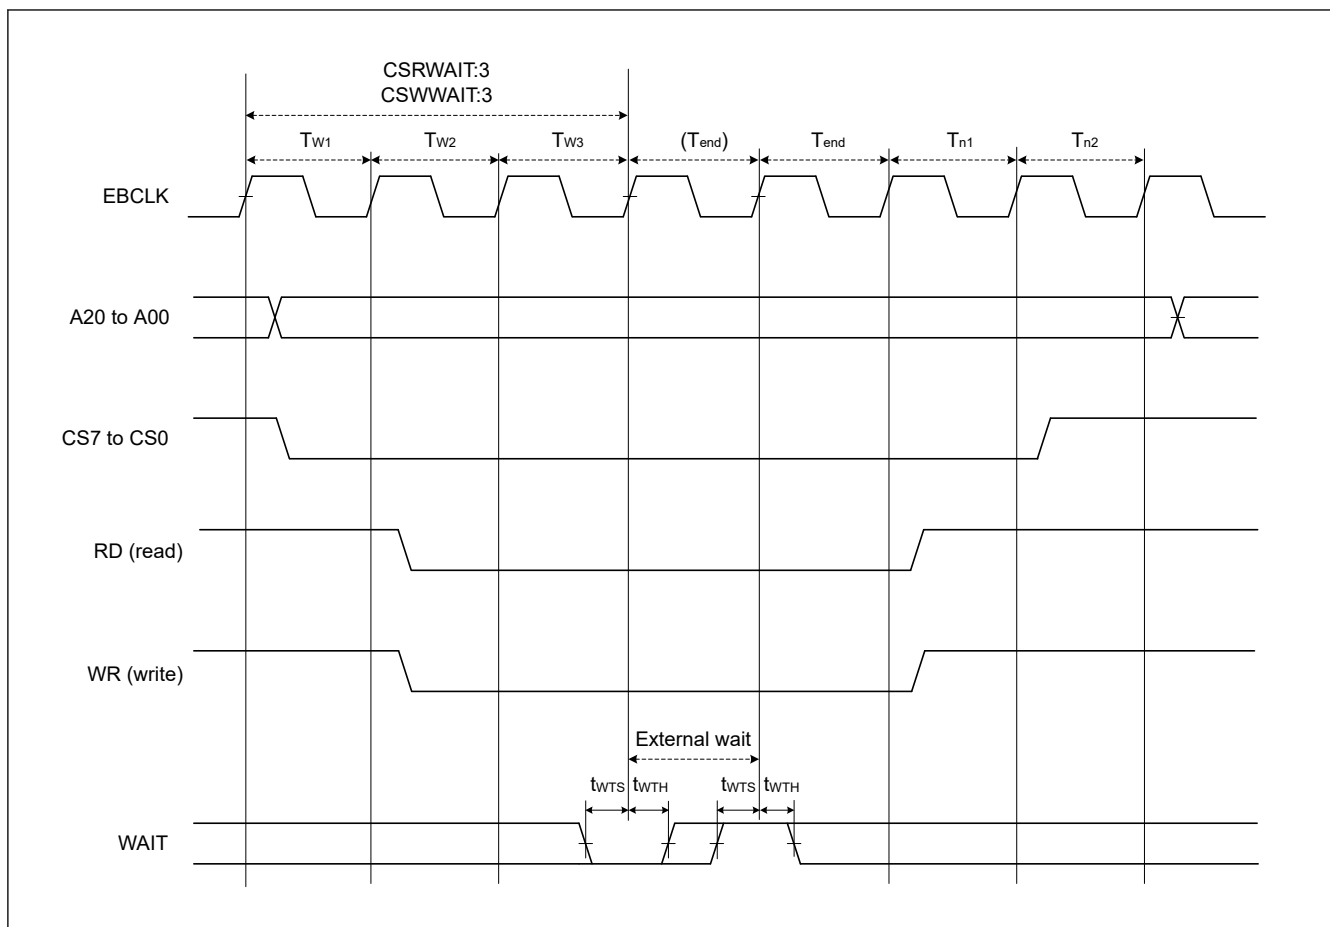 CSRWAIT:3
CSWWAIT:3
TW1 TW2 TW3 (Tend) Tend Tn1 Tn2
EBCLK
A20 to A00
CS7 to CS0
RD (read)
WR (write)
External wait
tWTS tWTH tWTS tWTH
WAIT